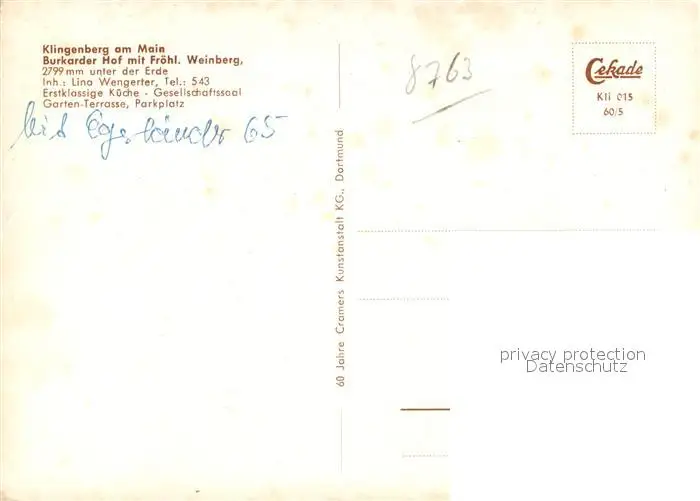 Klingenberg am Main
Burkarder Hof mit Fröhl. Weinberg,
2799 mm unter der Erde
Inh.: Lina Wengerter, Tel.: 543
Erstklassige Küche - Gesellschaftssaal
Garten-Terrasse, Parkplatz
65
8763
Cekade
Kli 015
60/5
60 Jahre Cramers Kunstanstalt KG., Dortmund
privacy protection
Datenschutz